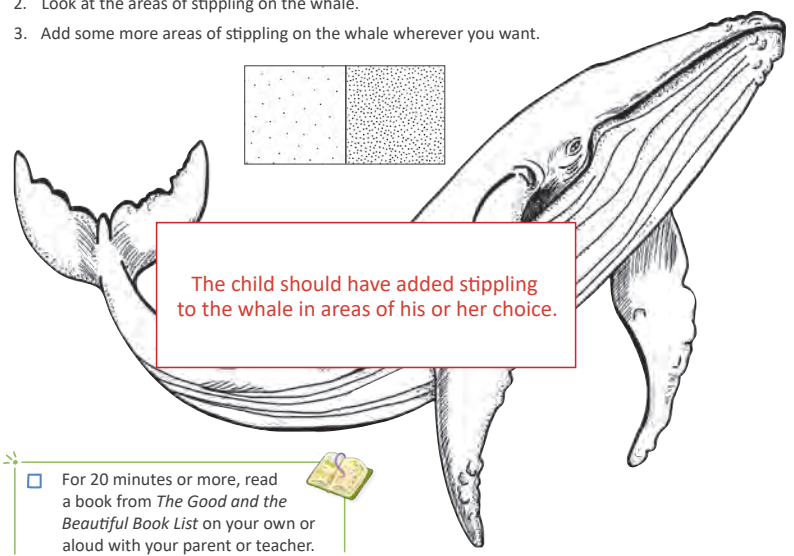 2. Look at the areas of stippling on the whale.
3. Add some more areas of stippling on the whale wherever you want.
The child should have added stippling
to the whale in areas of his or her choice.
For 20 minutes or more, read
a book from The Good and the
Beautiful Book List on your own or
aloud with your parent or teacher.